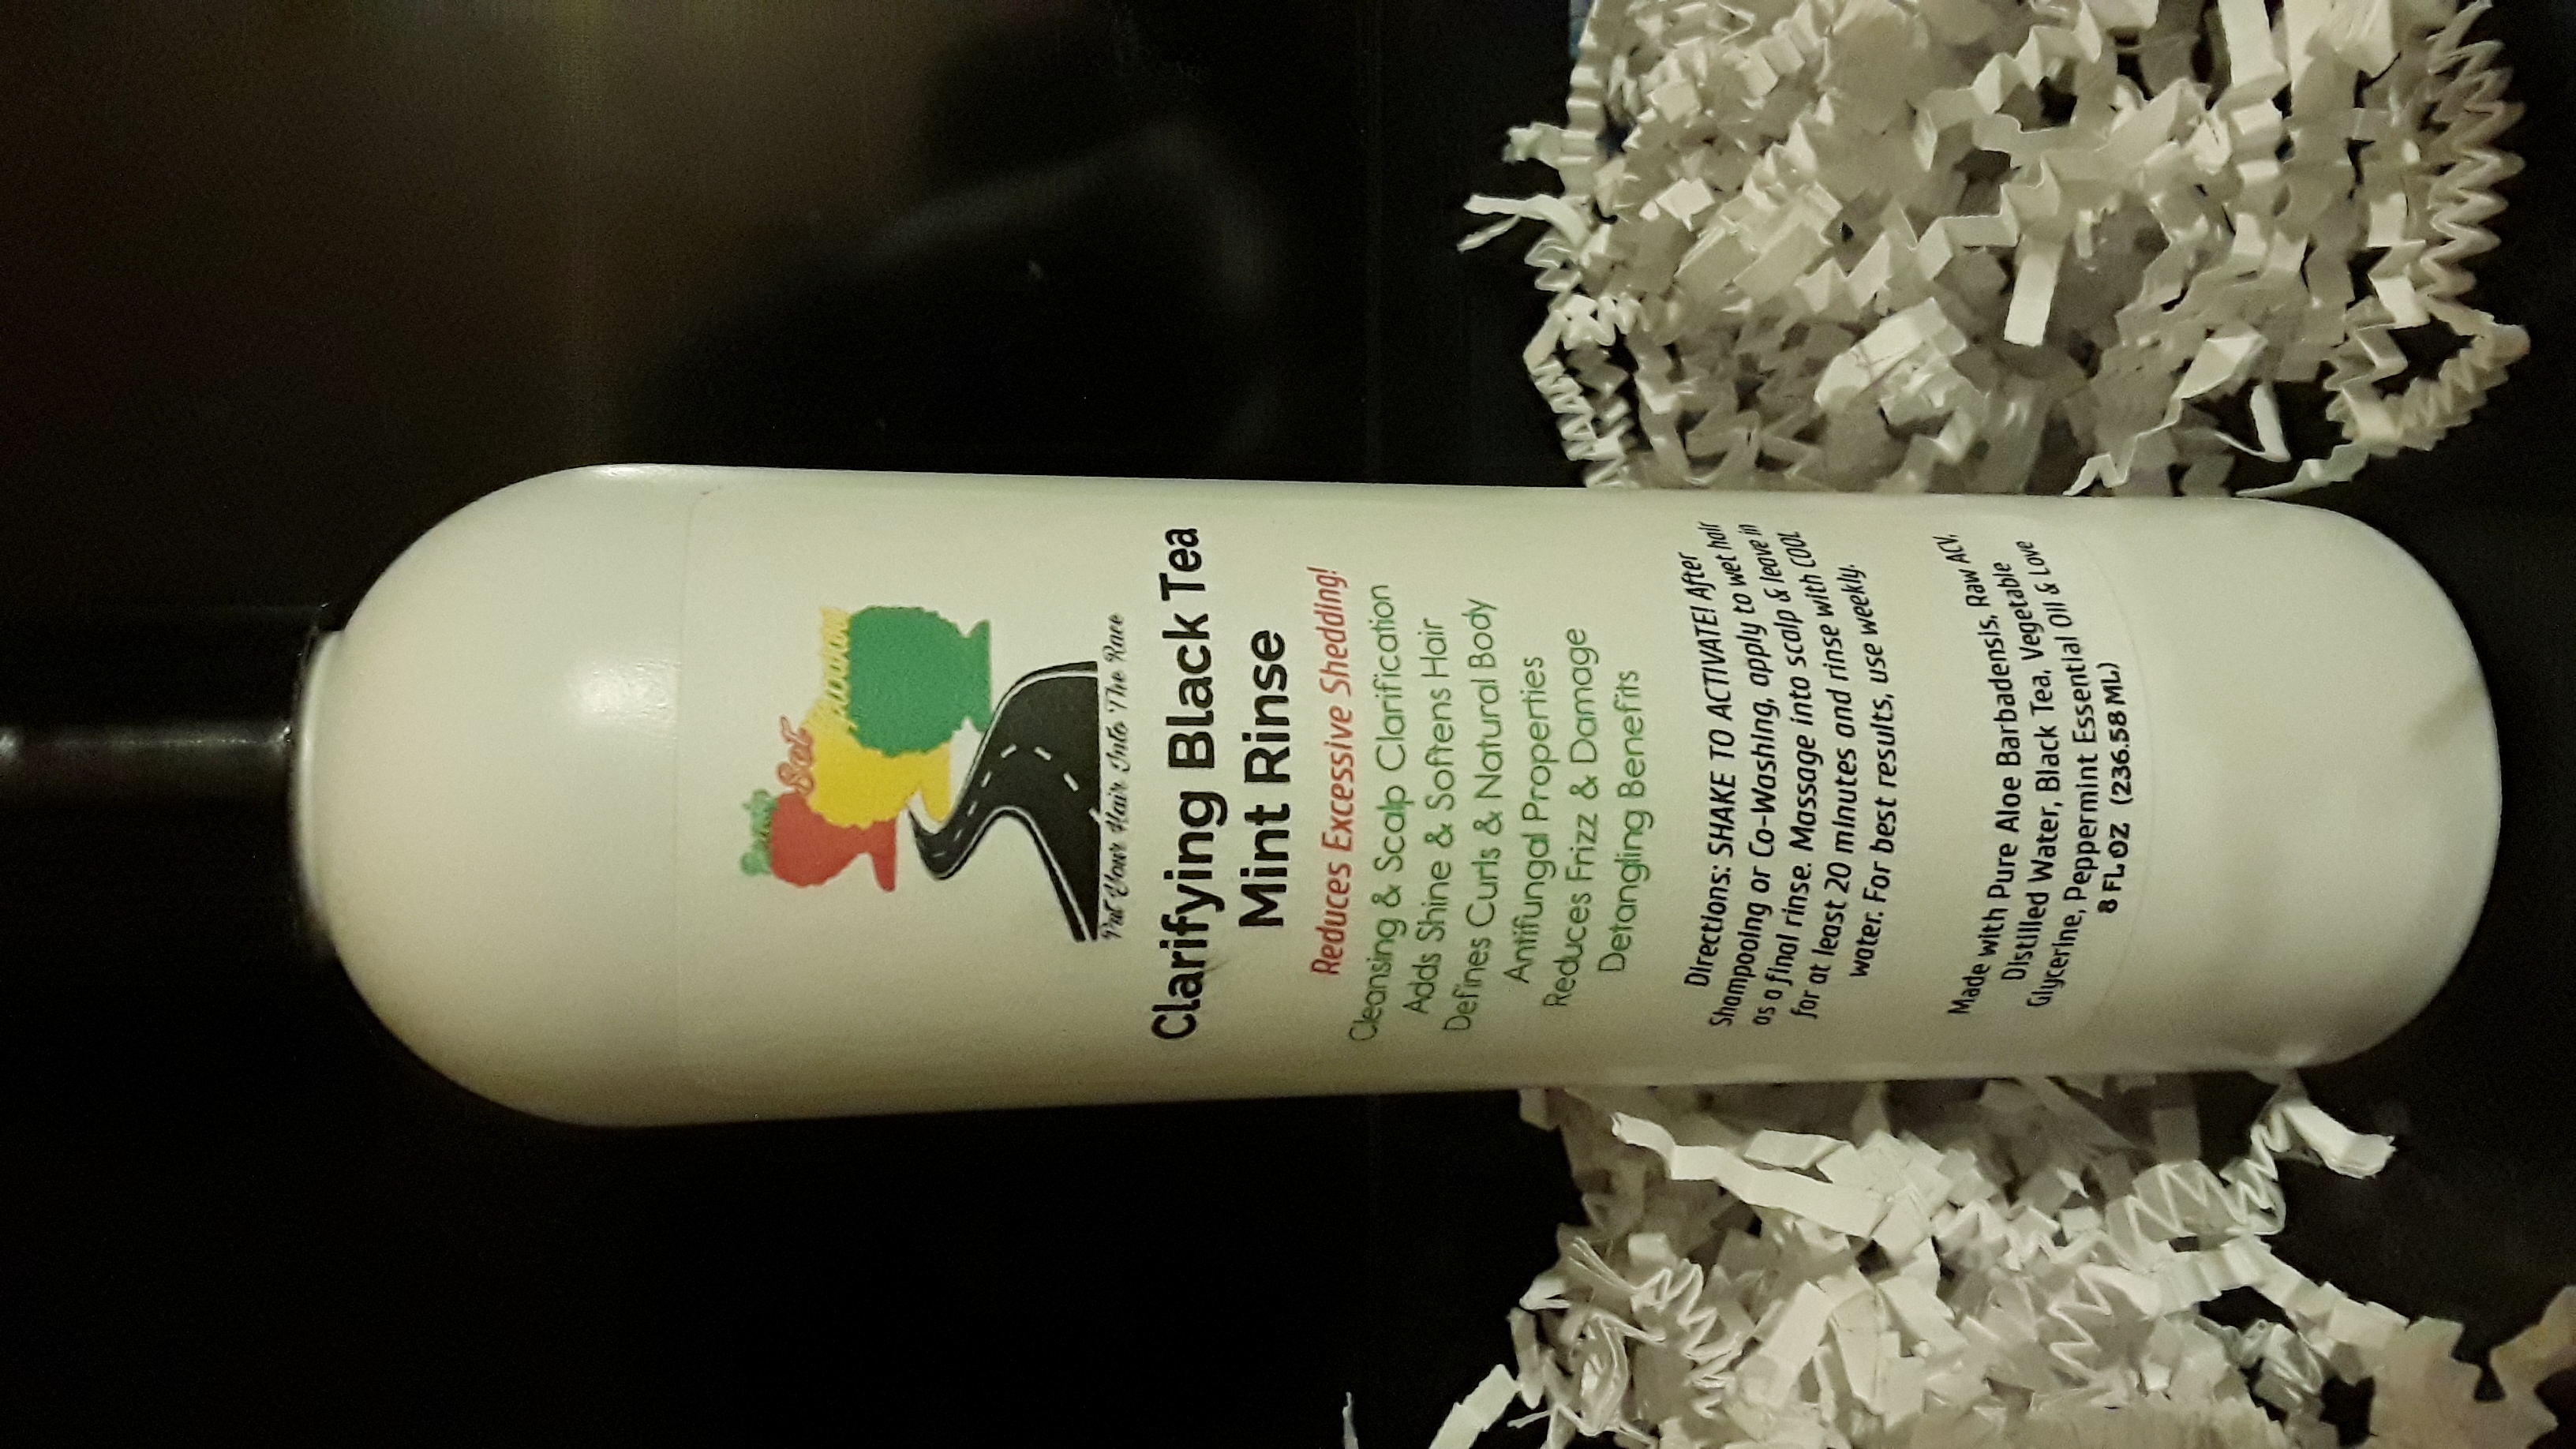 Beauty
8ct
Put Your Hair Into The Race
Clarifying Black Tea
Mint Rinse
Reduces Excessive Shedding!
Cleansing & Scalp Clarification
Adds Shine & Softens Hair
Defines Curls & Natural Body
Antifungal Properties
Reduces Frizz & Damage
Detangling Benefits
Directions: SHAKE TO ACTIVATE! After
Shampooing or Co-Washing, apply to wet hair
as a final rinse. Massage into scalp & leave in
for at least 20 minutes and rinse with COOL
water. For best results, use weekly.
Made with Pure Aloe Barbadensis, Raw ACV,
Distilled Water, Black Tea, Vegetable
Glycerine, Peppermint Essential Oil & Love
8 FL OZ (236.58 ML)